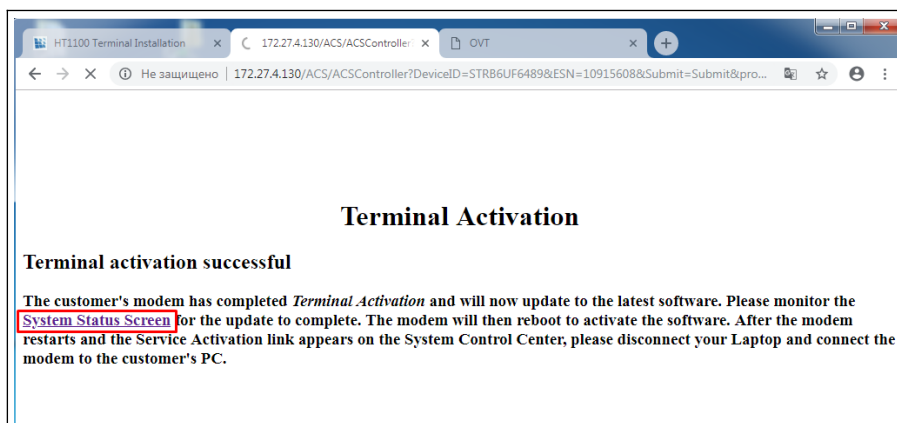 HT1100 Terminal Installation
172.27.4.130/ACS/ACSController
OVT
Не защищено | 172.27.4.130/ACS/ACSController?DeviceID=STRB6UF6489&ESN=10915608&Submit=Submit&pro...
Terminal Activation
Terminal activation successful
The customer's modem has completed Terminal Activation and will now update to the latest software. Please monitor the
System Status Screen for the update to complete. The modem will then reboot to activate the software. After the modem
restarts and the Service Activation link appears on the System Control Center, please disconnect your Laptop and connect the
modem to the customer's PC.